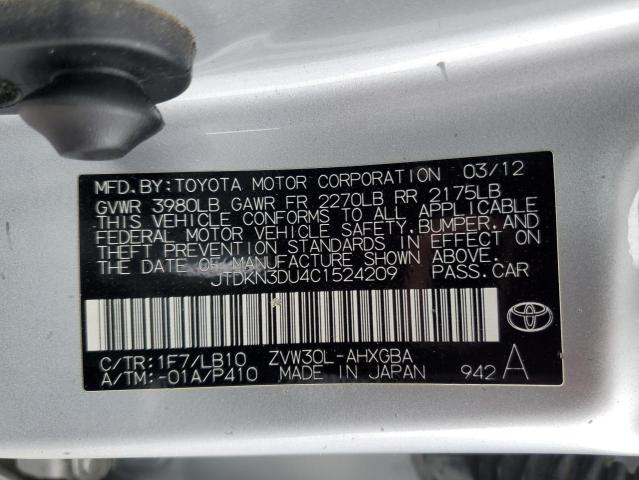 MFD. BY: TOYOTA MOTOR CORPORATION 03/12
GVWR 3980LB GAWR FR 2270LB RR 2175LB
THIS VEHICLE CONFORMS TO ALL APPLICABLE
FEDERAL MOTOR VEHICLE SAFETY, BUMPER, AND
THEFT PREVENTION STANDARDS IN EFFECT ON
THE DATE OF MANUFACTURE SHOWN ABOVE.
JTDKN3DU4C1524209 PASS. CAR
C/TR: 1F7/LB10 ZVW30L-AHXGBA
A/TM: -01A/P410 MADE IN JAPAN 942 A